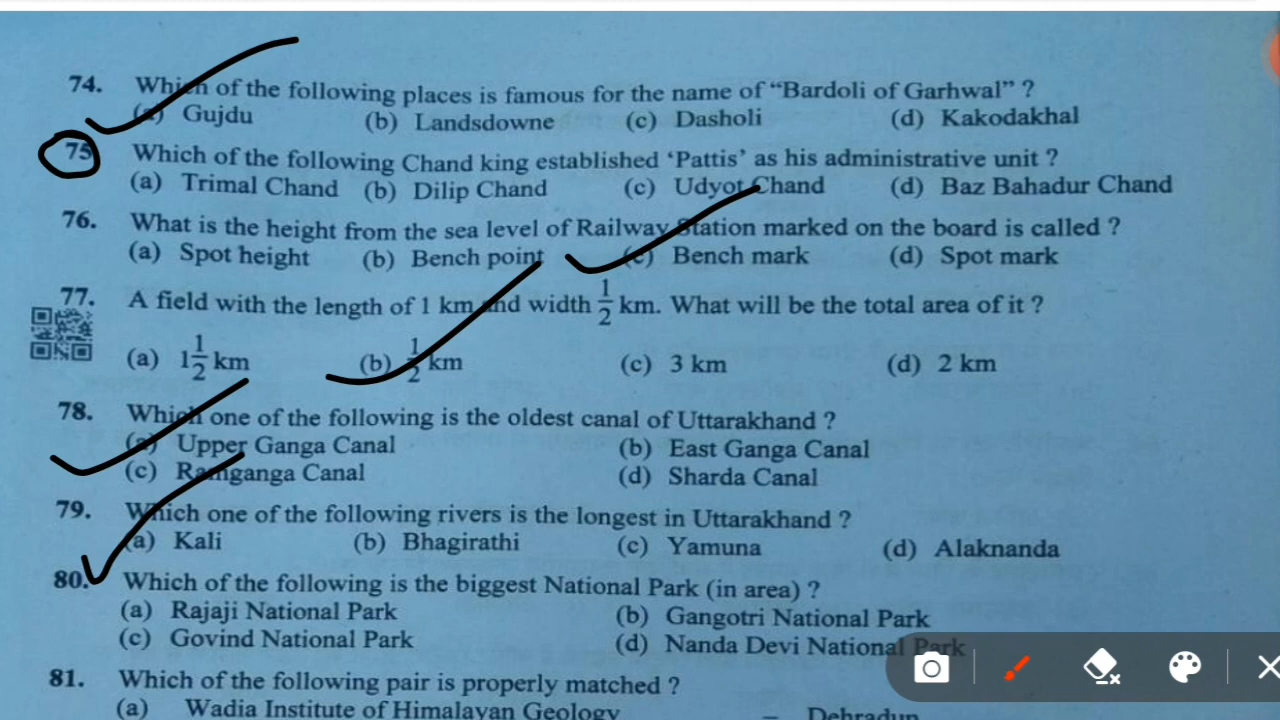 74. Which of the following places is famous for the name of “Bardoli of Garhwal” ?
(a) Gujdu (b) Landsdowne (c) Dasholi (d) Kakodakhal
75 Which of the following Chand king established ‘Pattis’ as his administrative unit ?
(a) Trimal Chand (b) Dilip Chand (c) Udyot Chand (d) Baz Bahadur Chand
76. What is the height from the sea level of Railway Station marked on the board is called ?
(a) Spot height (b) Bench point (c) Bench mark (d) Spot mark
77. A field with the length of 1 km and width 1/2 km. What will be the total area of it ?
(a) 1 1/2 km (b) 1/2 km (c) 3 km (d) 2 km
78. Which one of the following is the oldest canal of Uttarakhand ?
(a) Upper Ganga Canal (b) East Ganga Canal
(c) Ramganga Canal (d) Sharda Canal
79. Which one of the following rivers is the longest in Uttarakhand ?
(a) Kali (b) Bhagirathi (c) Yamuna (d) Alaknanda
80. Which of the following is the biggest National Park (in area) ?
(a) Rajaji National Park (b) Gangotri National Park
(c) Govind National Park (d) Nanda Devi National Park
81. Which of the following pair is properly matched ?
(a) Wadia Institute of Himalayan Geology – Dehradun